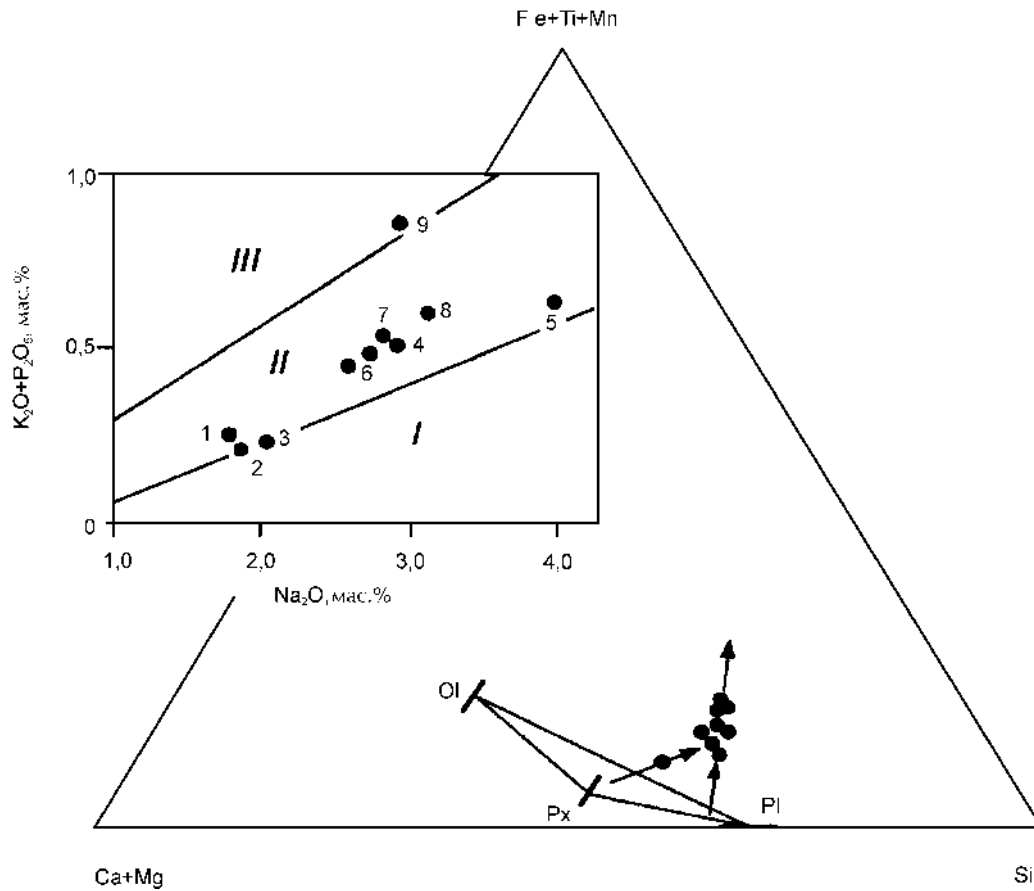 F e+Ti+Mn
1,0
0,5
0
K₂O+P₂O₅, мас.%
III
II
I
9
7
8
4
6
5
1
3
2
1,0 2,0 3,0 4,0
Na₂O, мас.%
Ol
Px
Pl
Ca+Mg
Si